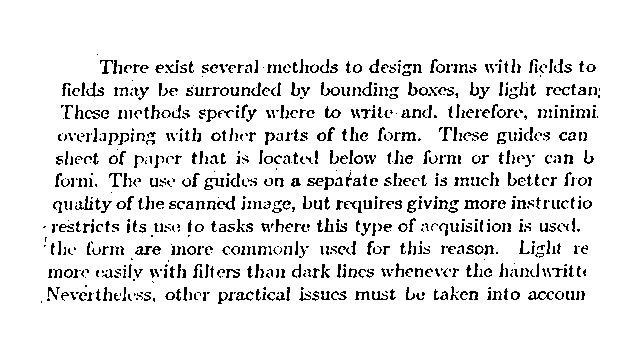 There exist several methods to design forms with fields to
fields may be surrounded by bounding boxes, by light rectang
These methods specify where to write and, therefore, minimi
overlapping with other parts of the form. These guides can
sheet of paper that is located below the form or they can b
form. The use of guides on a separate sheet is much better fro
quality of the scanned image, but requires giving more instructio
restricts its use to tasks where this type of acquisition is used.
the form are more commonly used for this reason. Light re
more easily with filters than dark lines whenever the handwritte
Nevertheless, other practical issues must be taken into accoun